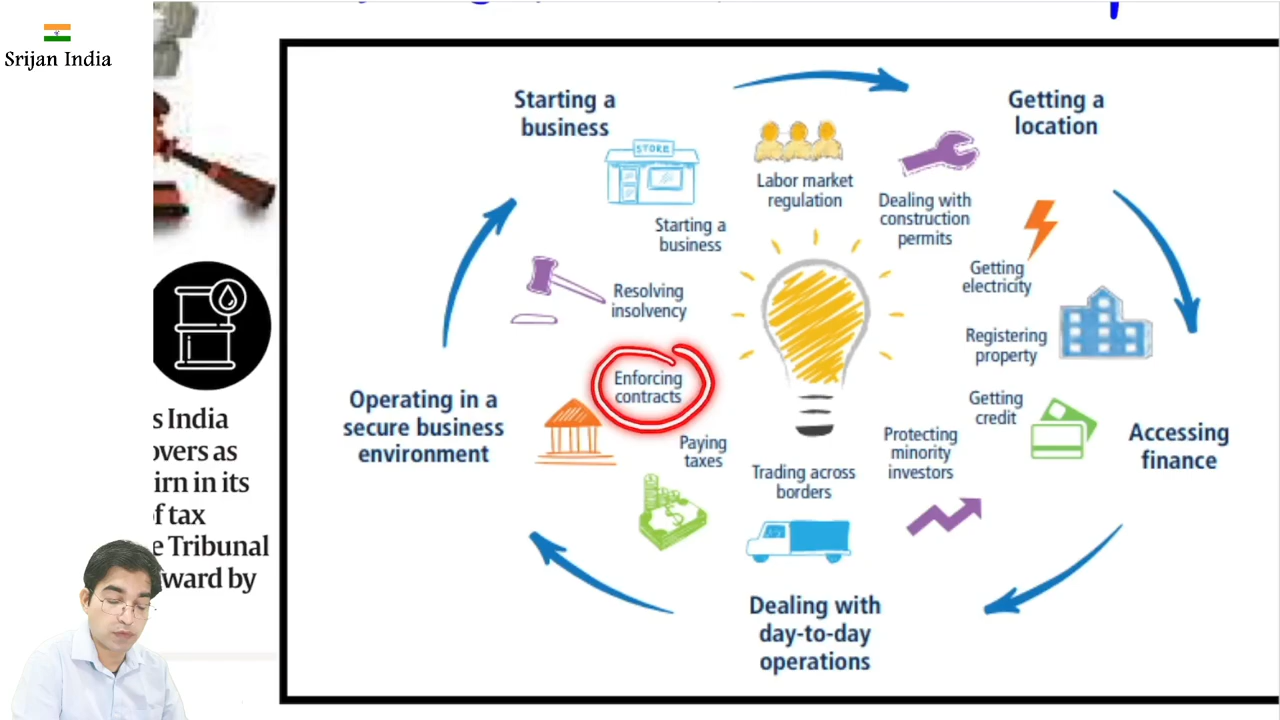 Srijan India
Starting a
business
Getting a
location
STORE
Labor market
regulation
Dealing with
construction
permits
Starting a
business
Getting
electricity
Resolving
insolvency
Registering
property
Enforcing
contracts
Getting
credit
Operating in a
secure business
environment
Paying
taxes
Protecting
minority
investors
Accessing
finance
Trading across
borders
Dealing with
day-to-day
operations
s India
overs as
irn in its
of tax
e Tribunal
ward by